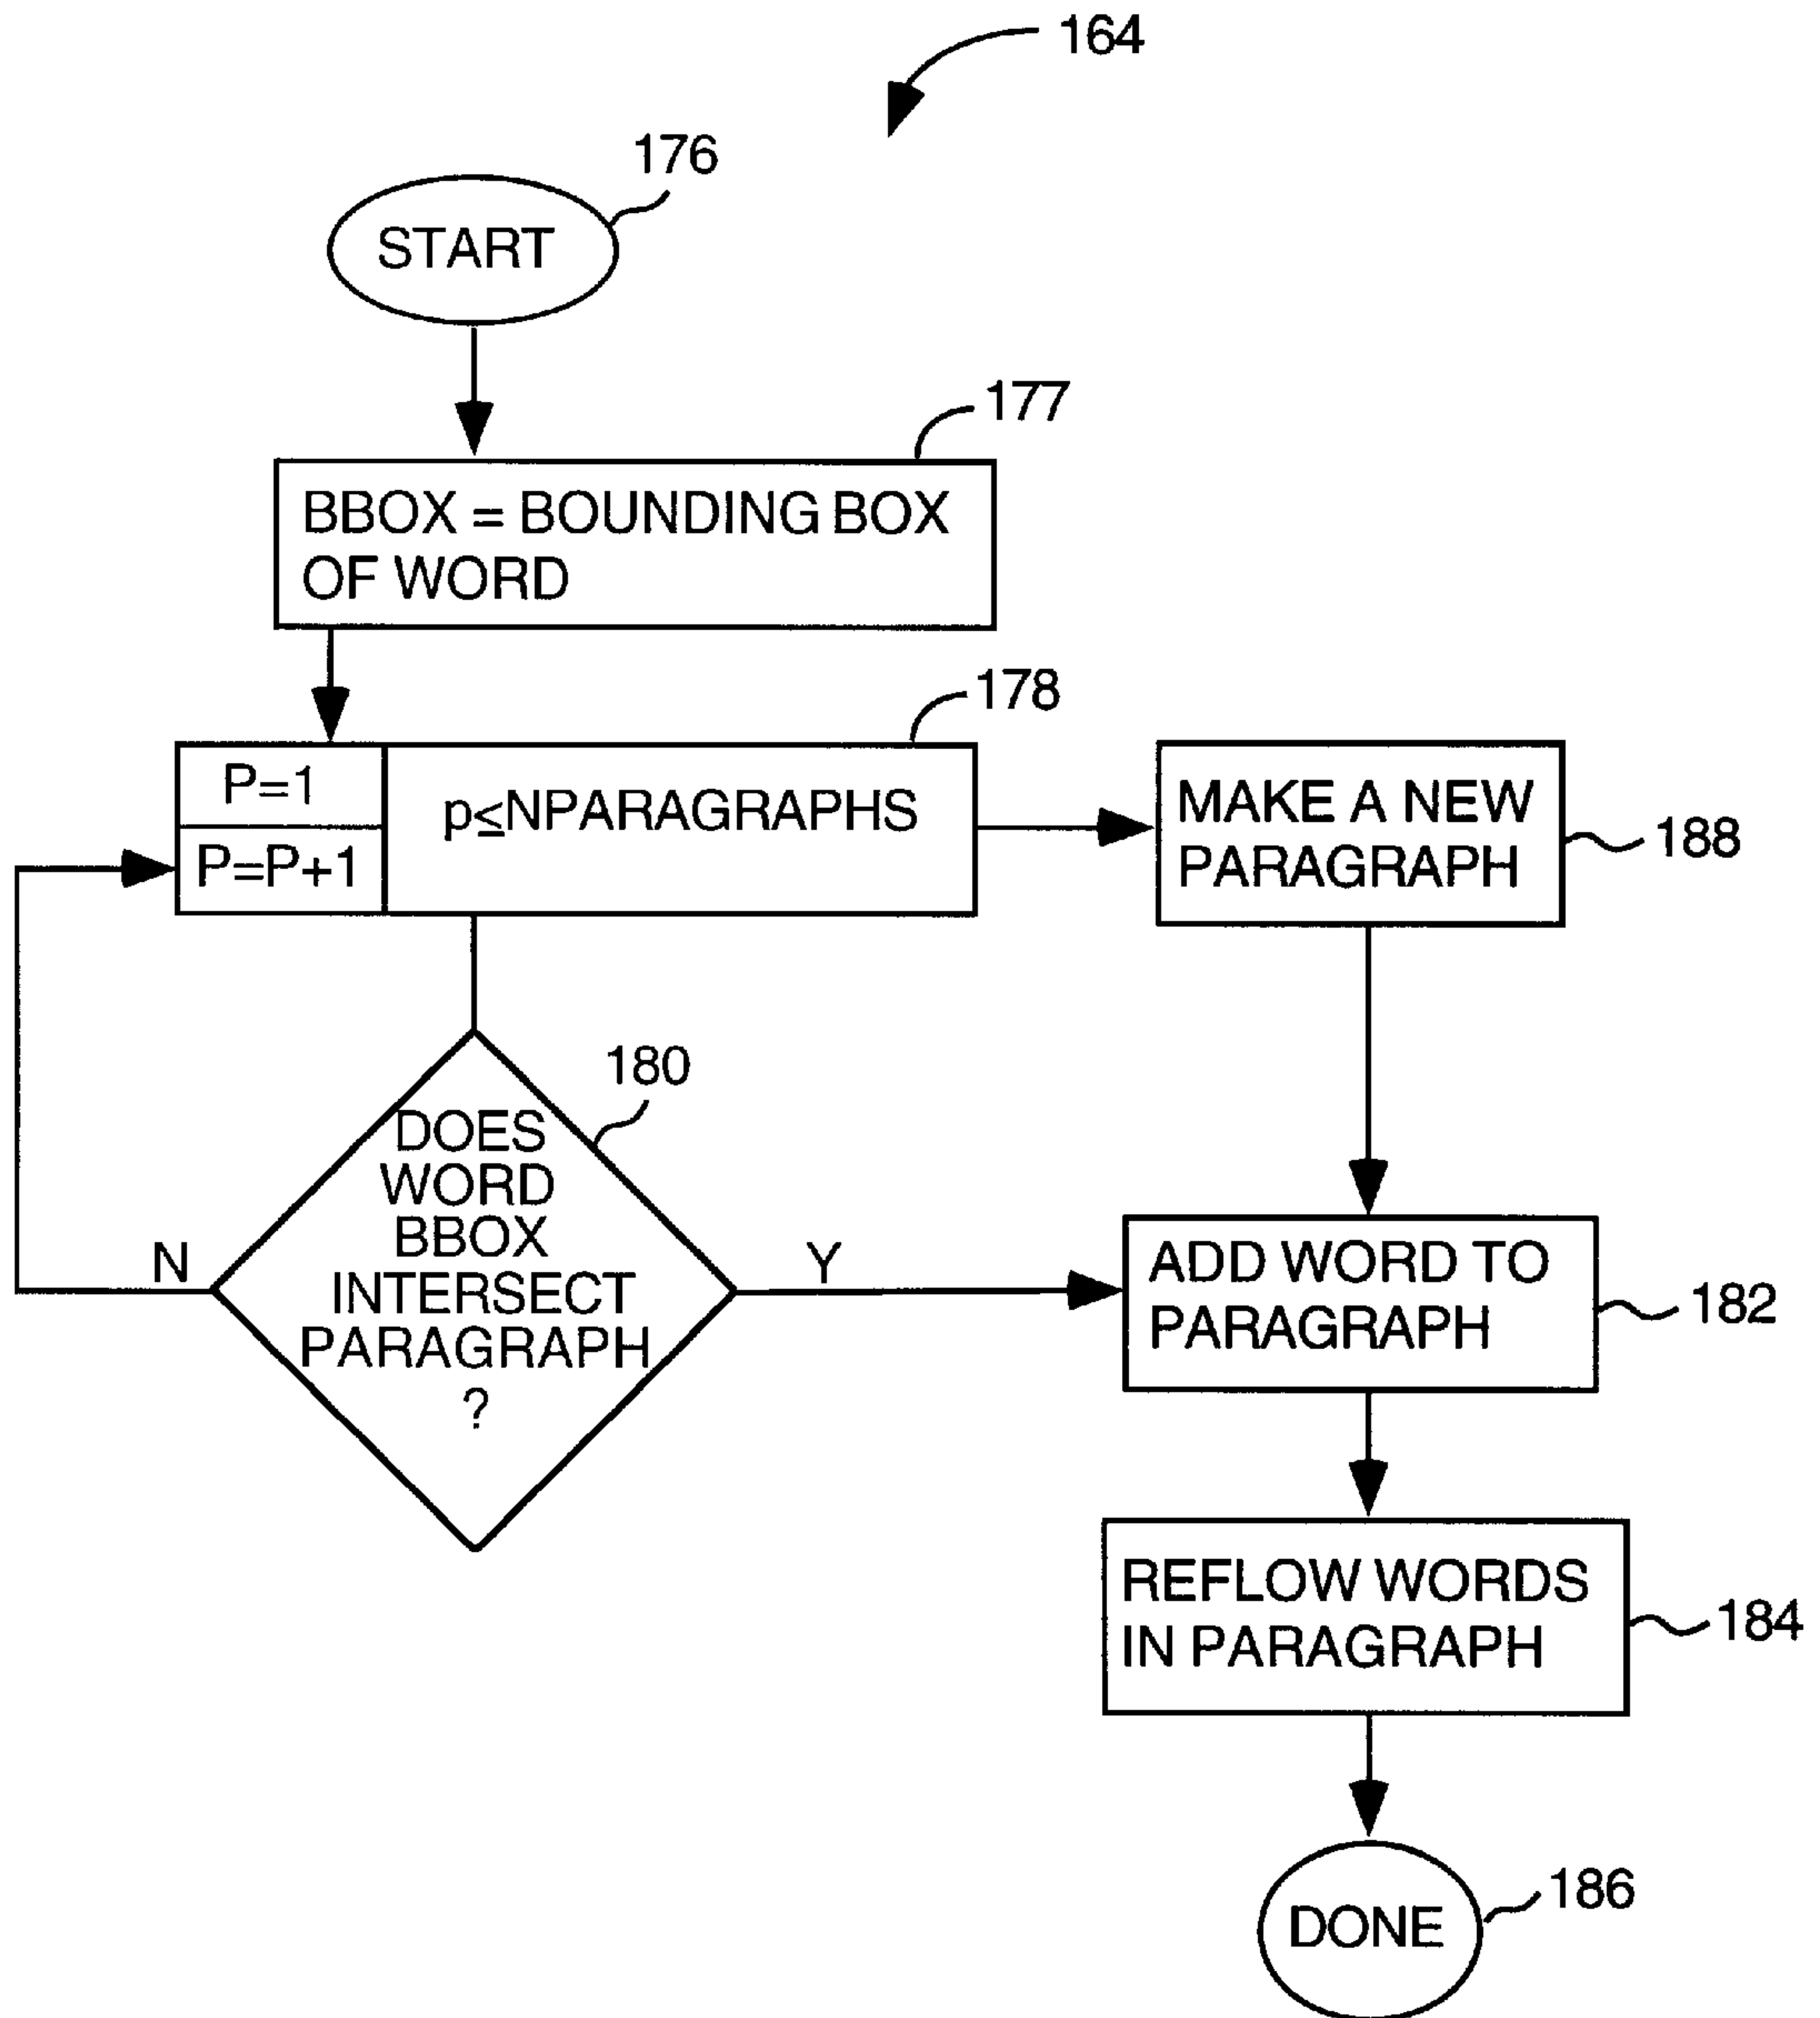 164
176
START
177
BBOX = BOUNDING BOX
OF WORD
178
P=1
p≤NPARAGRAPHS
P=P+1
MAKE A NEW
PARAGRAPH
188
180
DOES
WORD
BBOX
INTERSECT
PARAGRAPH
?
N
Y
ADD WORD TO
PARAGRAPH
182
REFLOW WORDS
IN PARAGRAPH
184
DONE
186